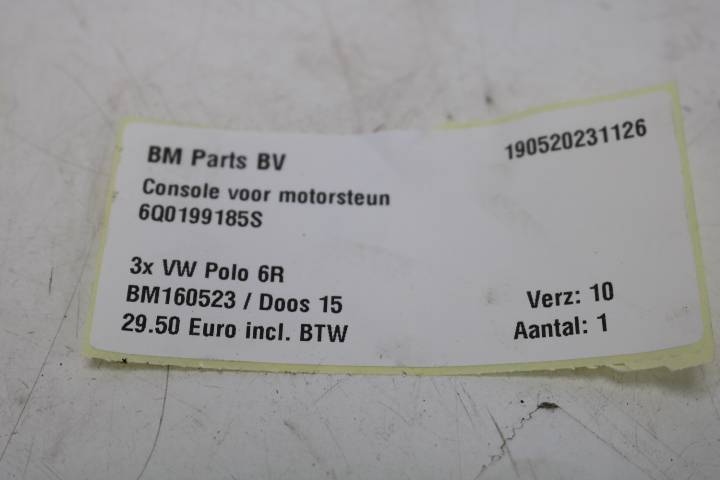 BM Parts BV
190520231126
Console voor motorsteun
6Q0199185S
3x VW Polo 6R
BM160523 / Doos 15
Verz: 10
29.50 Euro incl. BTW
Aantal: 1